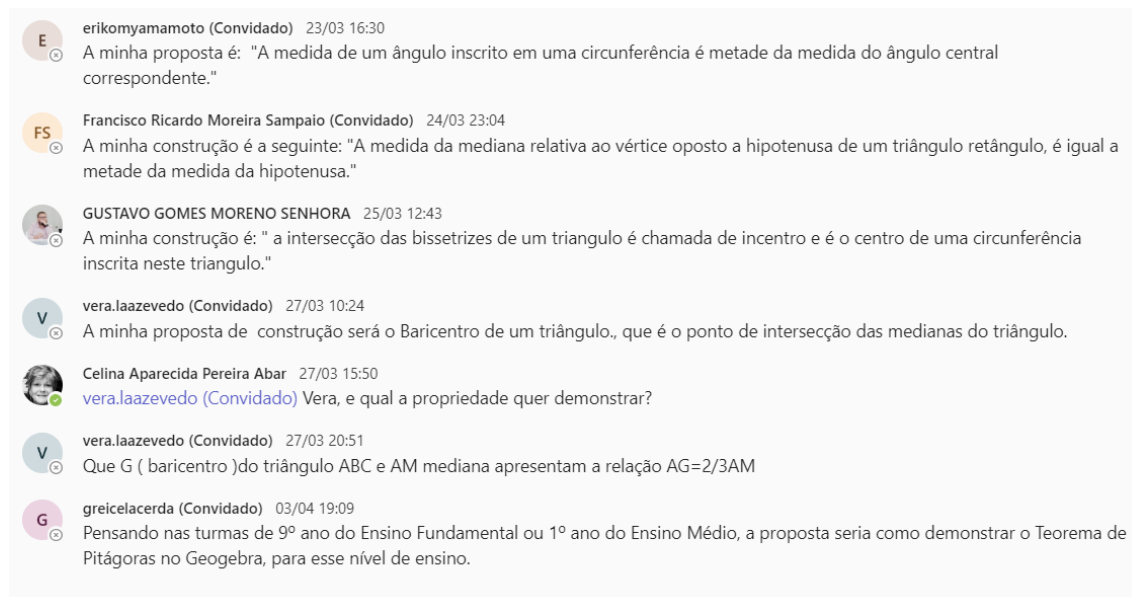 E
erikomyamamoto (Convidado) 23/03 16:30
A minha proposta é: "A medida de um ângulo inscrito em uma circunferência é metade da medida do ângulo central
correspondente."
FS
Francisco Ricardo Moreira Sampaio (Convidado) 24/03 23:04
A minha construção é a seguinte: "A medida da mediana relativa ao vértice oposto a hipotenusa de um triângulo retângulo, é igual a
metade da medida da hipotenusa."
GUSTAVO GOMES MORENO SENHORA 25/03 12:43
A minha construção é: " a intersecção das bissetrizes de um triangulo é chamada de incentro e é o centro de uma circunferência
inscrita neste triangulo."
V
vera.laazevedo (Convidado) 27/03 10:24
A minha proposta de construção será o Baricentro de um triângulo., que é o ponto de intersecção das medianas do triângulo.
Celina Aparecida Pereira Abar 27/03 15:50
vera.laazevedo (Convidado) Vera, e qual a propriedade quer demonstrar?
V
vera.laazevedo (Convidado) 27/03 20:51
Que G ( baricentro )do triângulo ABC e AM mediana apresentam a relação AG=2/3AM
G
greicelacerda (Convidado) 03/04 19:09
Pensando nas turmas de 9º ano do Ensino Fundamental ou 1º ano do Ensino Médio, a proposta seria como demonstrar o Teorema de
Pitágoras no Geogebra, para esse nível de ensino.